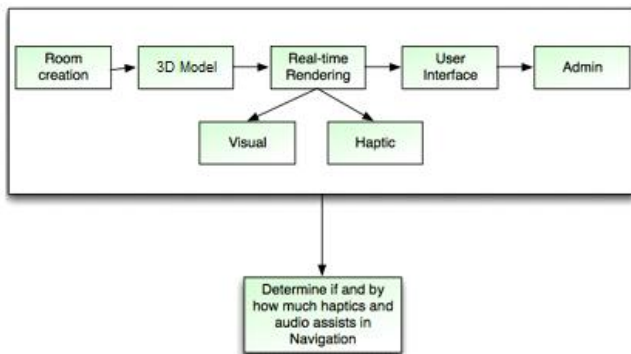 Room
creation
3D Model
Real-time
Rendering
User
Interface
Admin
Visual
Haptic
Determine if and by
how much haptics and
audio assists in
Navigation